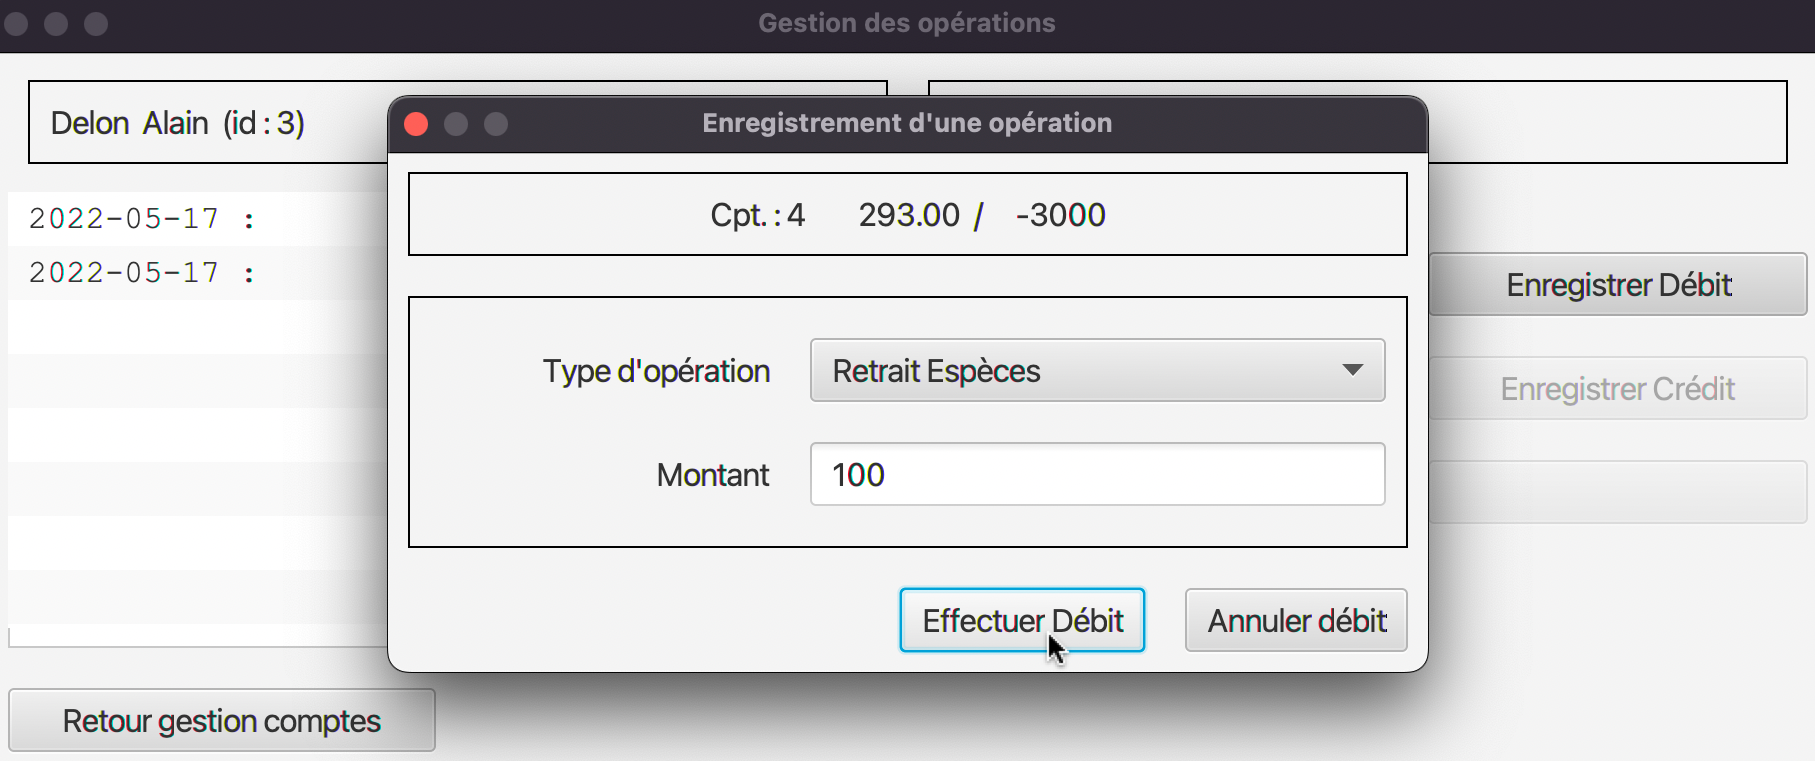 Gestion des opérations
Delon Alain (id : 3)
Enregistrement d'une opération
Cpt. : 4 293.00 / -3000
2022-05-17 :
2022-05-17 :
Enregistrer Débit
Type d'opération Retrait Espèces
Enregistrer Crédit
Montant 100
Effectuer Débit Annuler débit
Retour gestion comptes